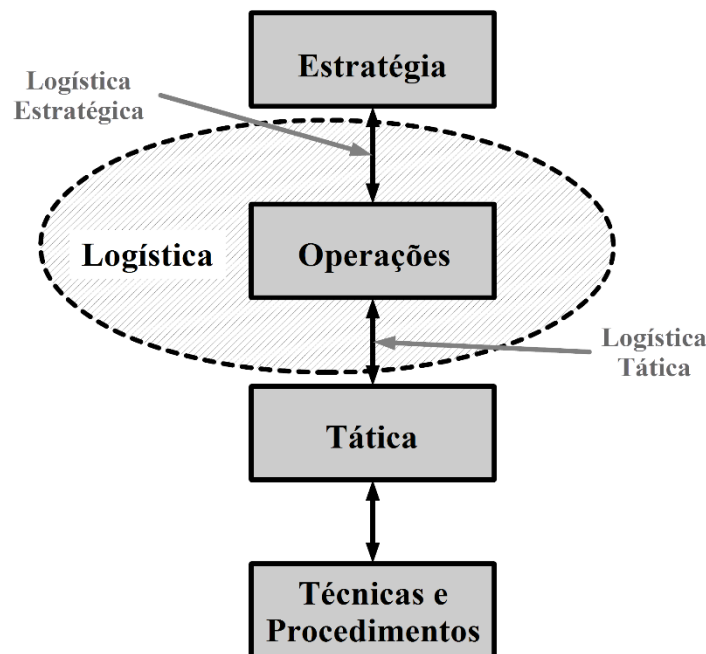 Estratégia
Logística
Estratégica
Logística
Operações
Logística
Tática
Tática
Técnicas e
Procedimentos